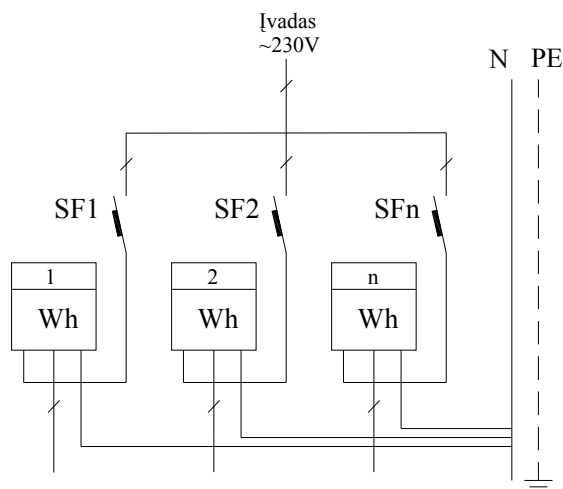 Įvadas
~230V
N PE
SF1 SF2 SFn
1 2 n
Wh Wh Wh